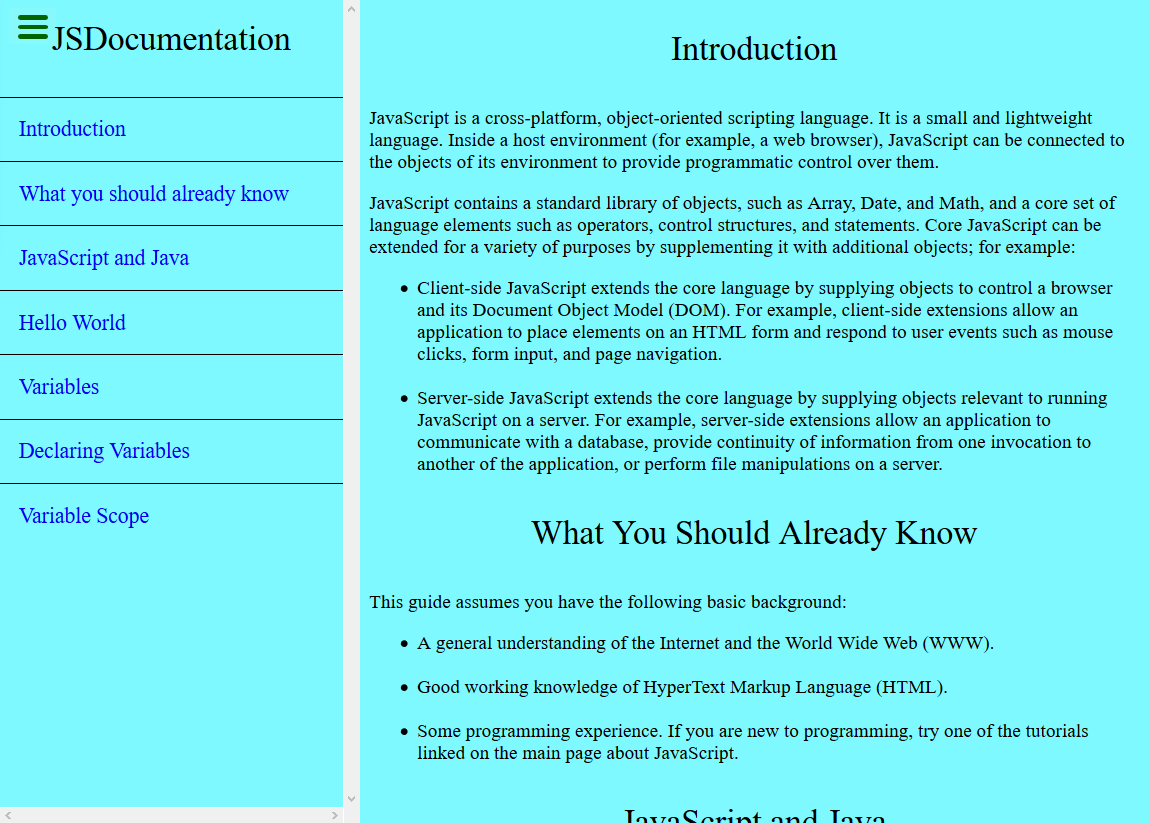 JSDocumentation
Introduction
What you should already know
JavaScript and Java
Hello World
Variables
Declaring Variables
Variable Scope
Introduction
JavaScript is a cross-platform, object-oriented scripting language. It is a small and lightweight
language. Inside a host environment (for example, a web browser), JavaScript can be connected to
the objects of its environment to provide programmatic control over them.
JavaScript contains a standard library of objects, such as Array, Date, and Math, and a core set of
language elements such as operators, control structures, and statements. Core JavaScript can be
extended for a variety of purposes by supplementing it with additional objects; for example:
• Client-side JavaScript extends the core language by supplying objects to control a browser
and its Document Object Model (DOM). For example, client-side extensions allow an
application to place elements on an HTML form and respond to user events such as mouse
clicks, form input, and page navigation.
• Server-side JavaScript extends the core language by supplying objects relevant to running
JavaScript on a server. For example, server-side extensions allow an application to
communicate with a database, provide continuity of information from one invocation to
another of the application, or perform file manipulations on a server.
What You Should Already Know
This guide assumes you have the following basic background:
• A general understanding of the Internet and the World Wide Web (WWW).
• Good working knowledge of HyperText Markup Language (HTML).
• Some programming experience. If you are new to programming, try one of the tutorials
linked on the main page about JavaScript.
JavaScript and Java